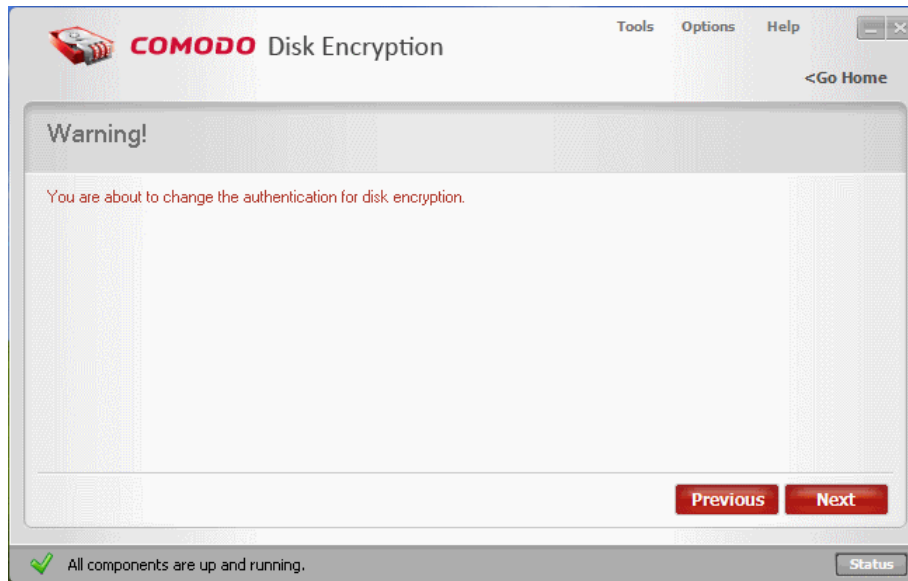 COMODO Disk Encryption
Tools Options Help
<Go Home
Warning!
You are about to change the authentication for disk encryption.
Previous Next
All components are up and running.
Status